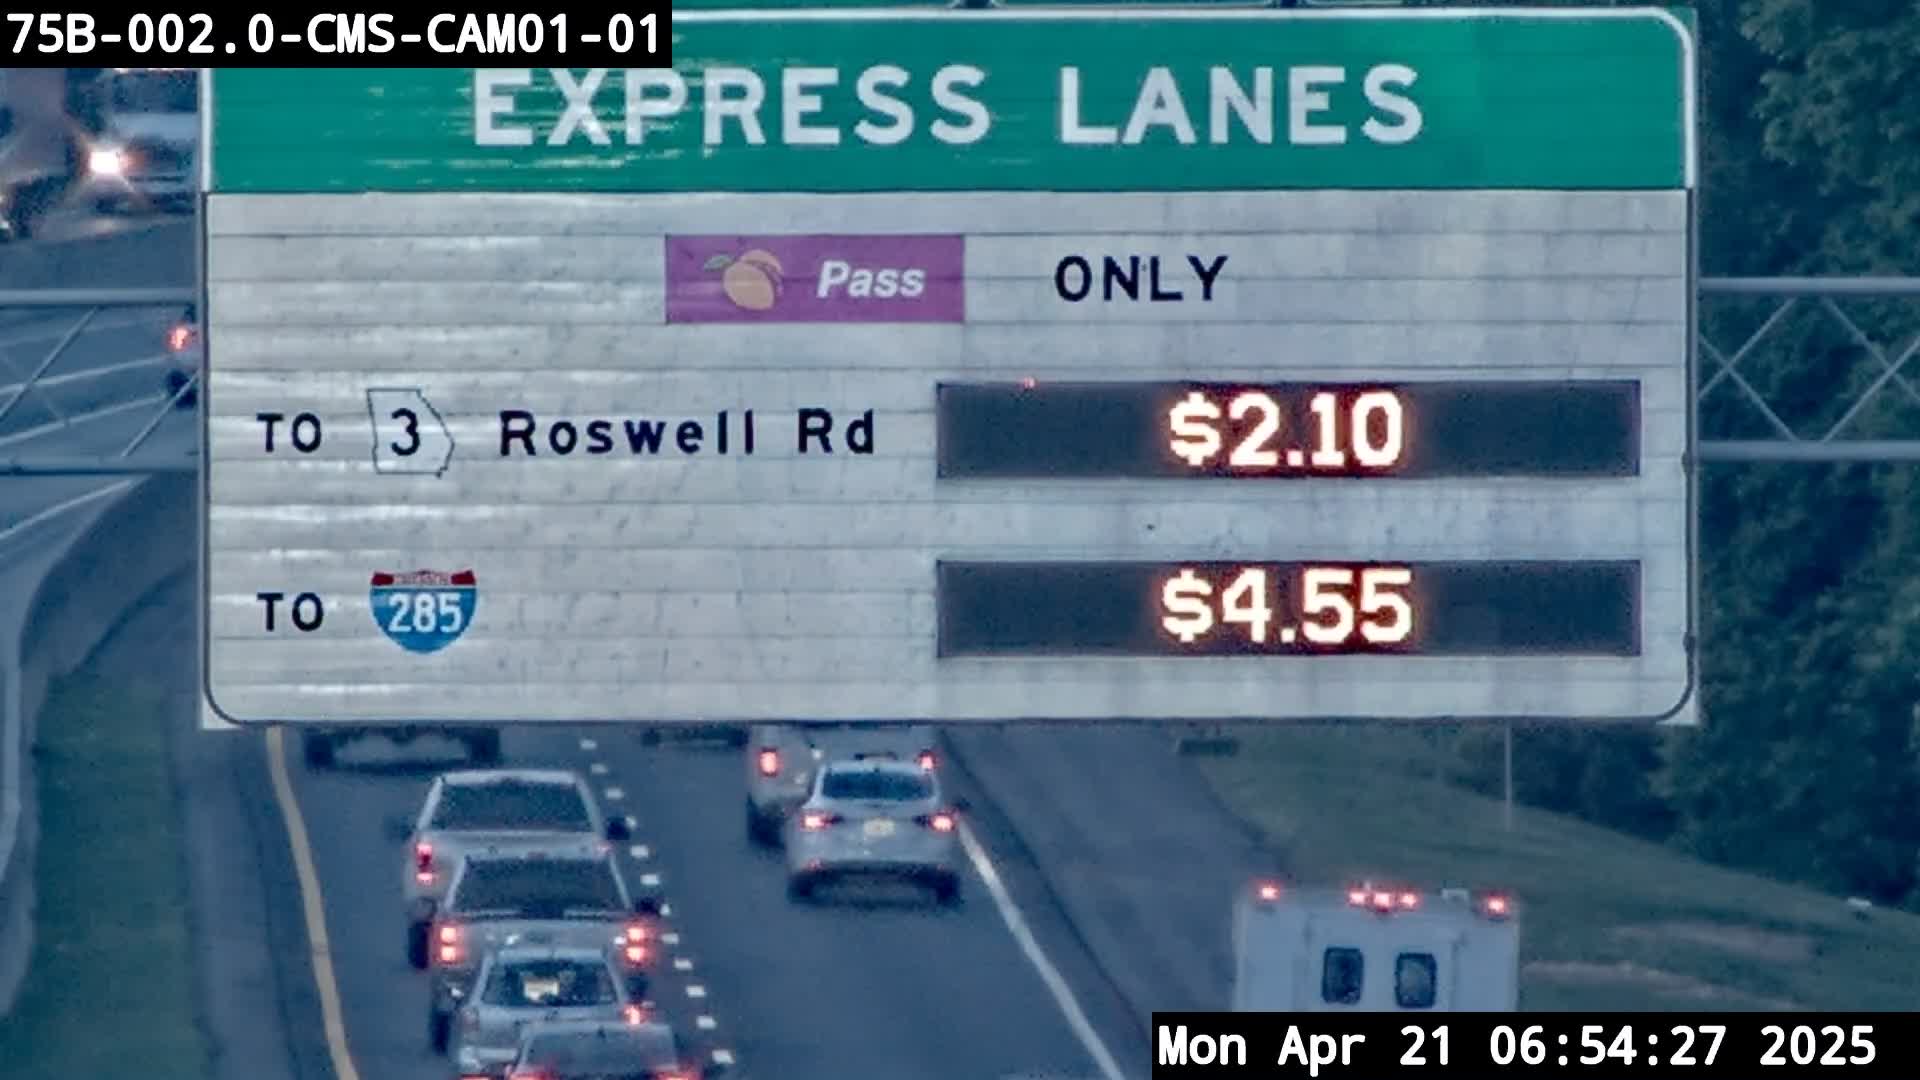 75B-002.0-CMS-CAM01-01
EXPRESS LANES
Pass ONLY
TO 3 Roswell Rd $2.10
TO 285 $4.55
Mon Apr 21 06:54:27 2025